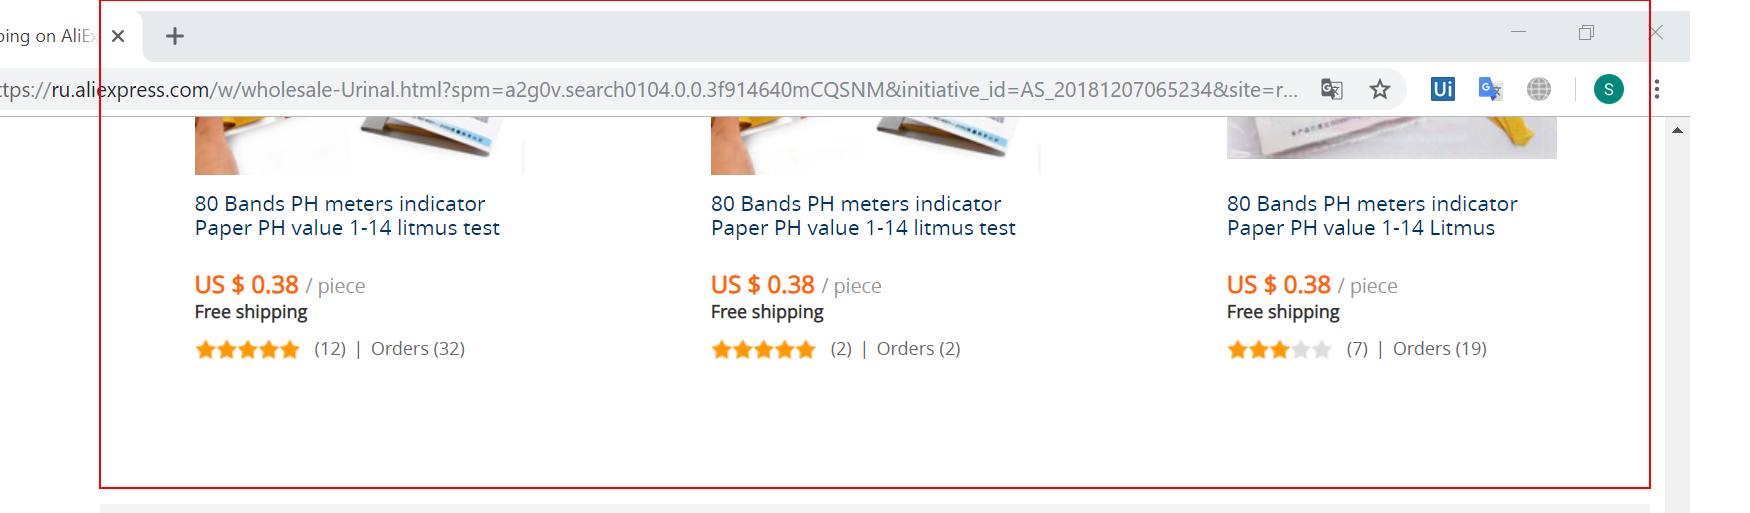 ping on AliEx
ttps://ru.aliexpress.com/w/wholesale-Urinal.html?spm=a2g0v.search0104.0.0.3f914640mCQSNM&initiative_id=AS_20181207065234&site=r...
Ui
G
S
80 Bands PH meters indicator
Paper PH value 1-14 litmus test
US $ 0.38 / piece
Free shipping
(12) | Orders (32)
80 Bands PH meters indicator
Paper PH value 1-14 litmus test
US $ 0.38 / piece
Free shipping
(2) | Orders (2)
80 Bands PH meters indicator
Paper PH value 1-14 Litmus
US $ 0.38 / piece
Free shipping
(7) | Orders (19)